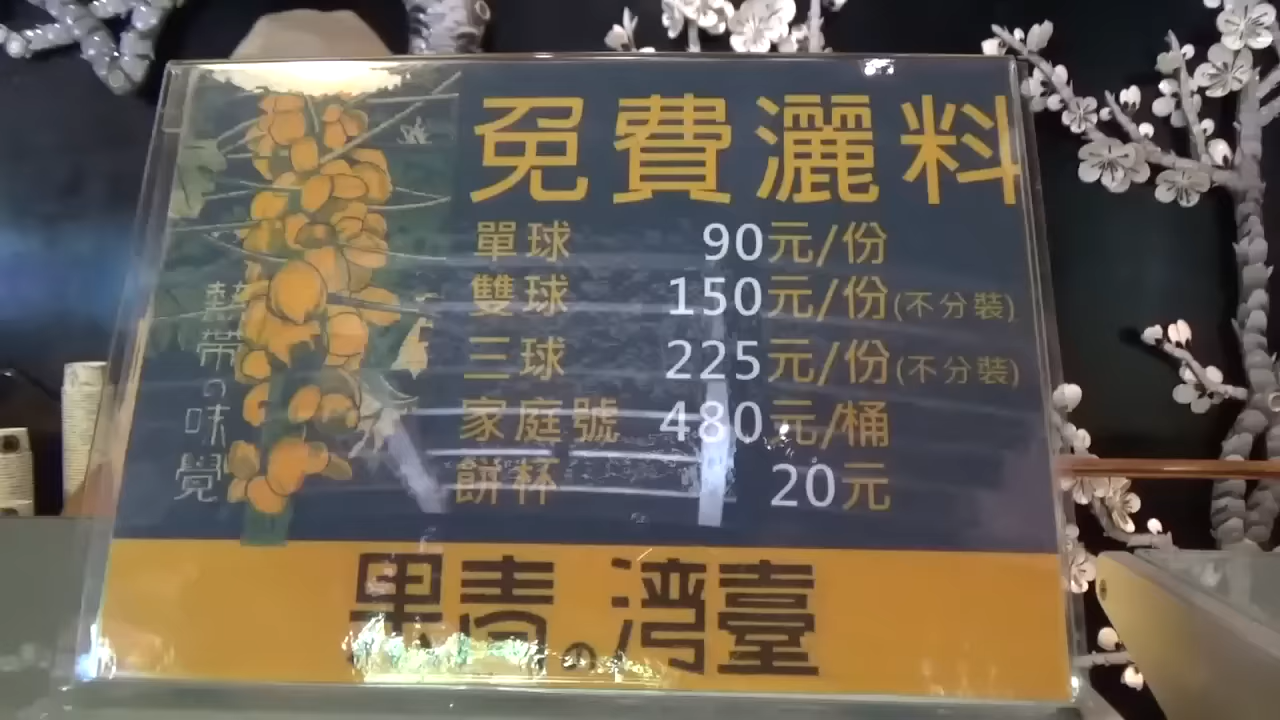 免費灑料
單球 90元/份
雙球 150元/份(不分裝)
三球 225元/份(不分裝)
家庭號 480元/桶
餅杯 20元
熱帶の味覺
果青の湾臺